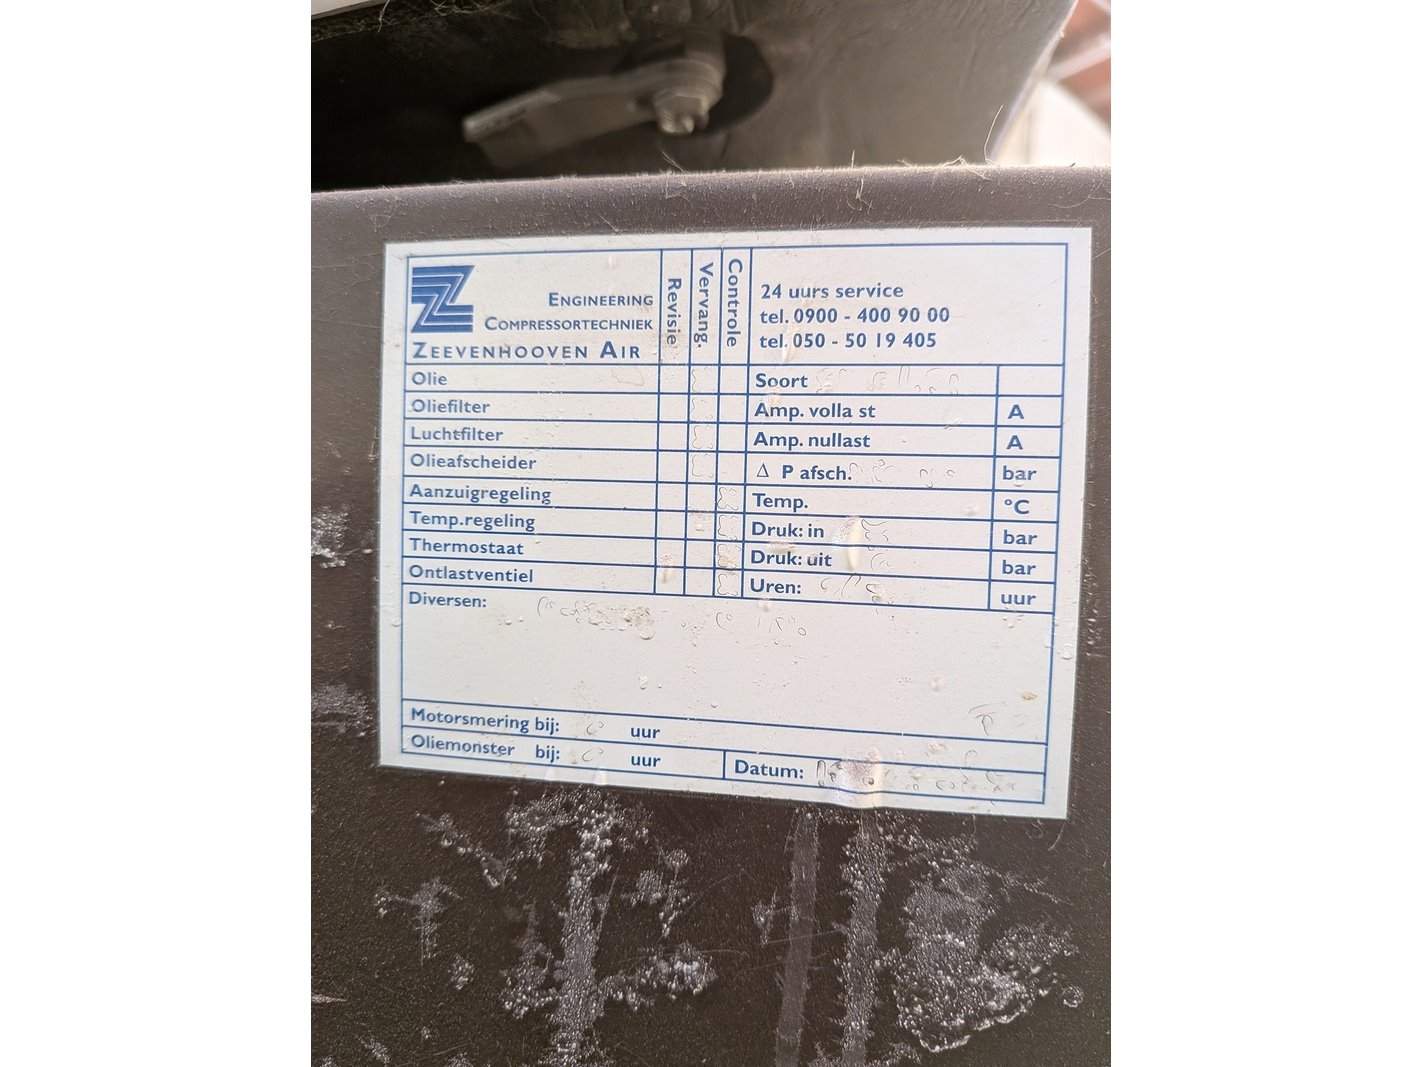 Z
ENGINEERING
COMPRESSORTECHNIEK
ZEEVENHOOVEN AIR
Revisie
Vervang.
Controle
24 uurs service
tel. 0900 - 400 90 00
tel. 050 - 50 19 405
Olie
Soort
Oliefilter
Amp. volla st A
Luchtfilter
Amp. nullast A
Olieafscheider
Δ P afsch. bar
Aanzuigregeling
Temp. °C
Temp.regeling
Druk: in bar
Thermostaat
Druk: uit bar
Ontlastventiel
Uren: uur
Diversen:
Motorsmering bij: uur
Oliemonster bij: uur
Datum: